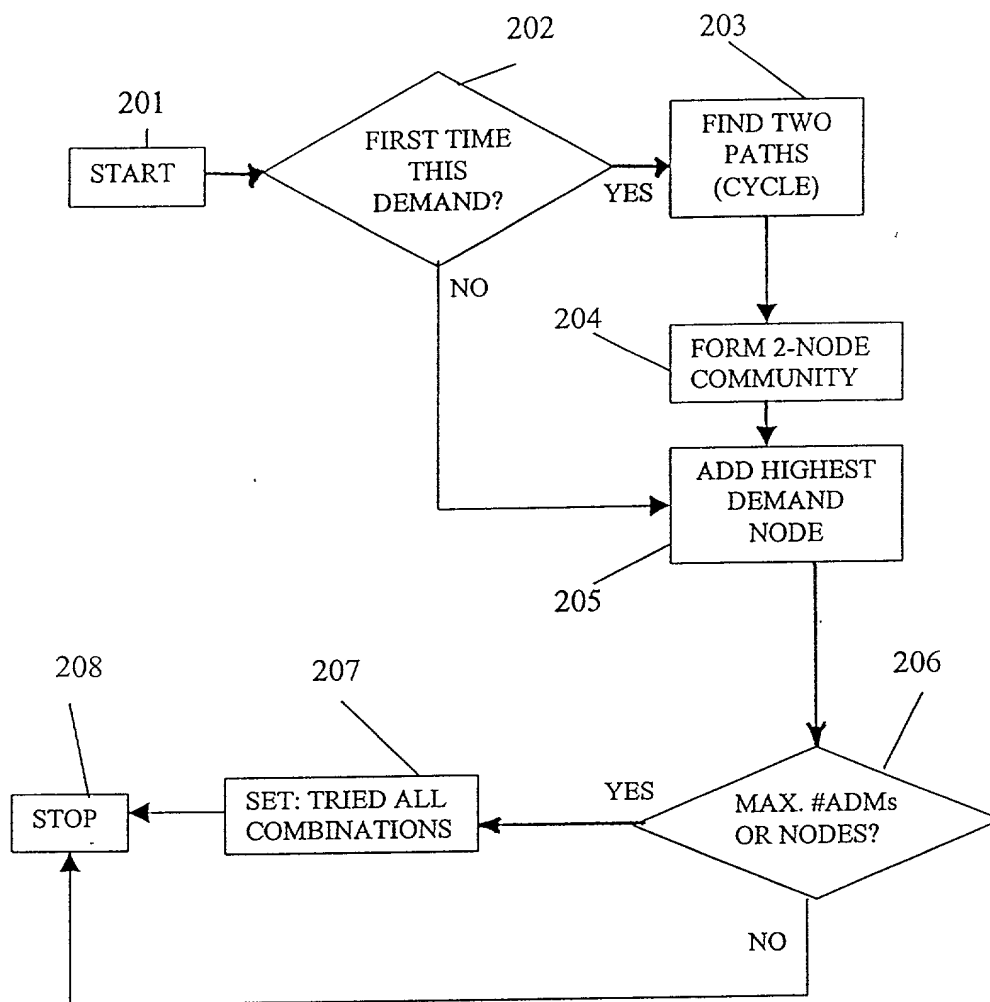 202
203
201
START
FIRST TIME
THIS
DEMAND?
YES
FIND TWO
PATHS
(CYCLE)
NO
204
FORM 2-NODE
COMMUNITY
ADD HIGHEST
DEMAND
NODE
205
206
208
207
STOP
SET: TRIED ALL
COMBINATIONS
YES
MAX. #ADMs
OR NODES?
NO